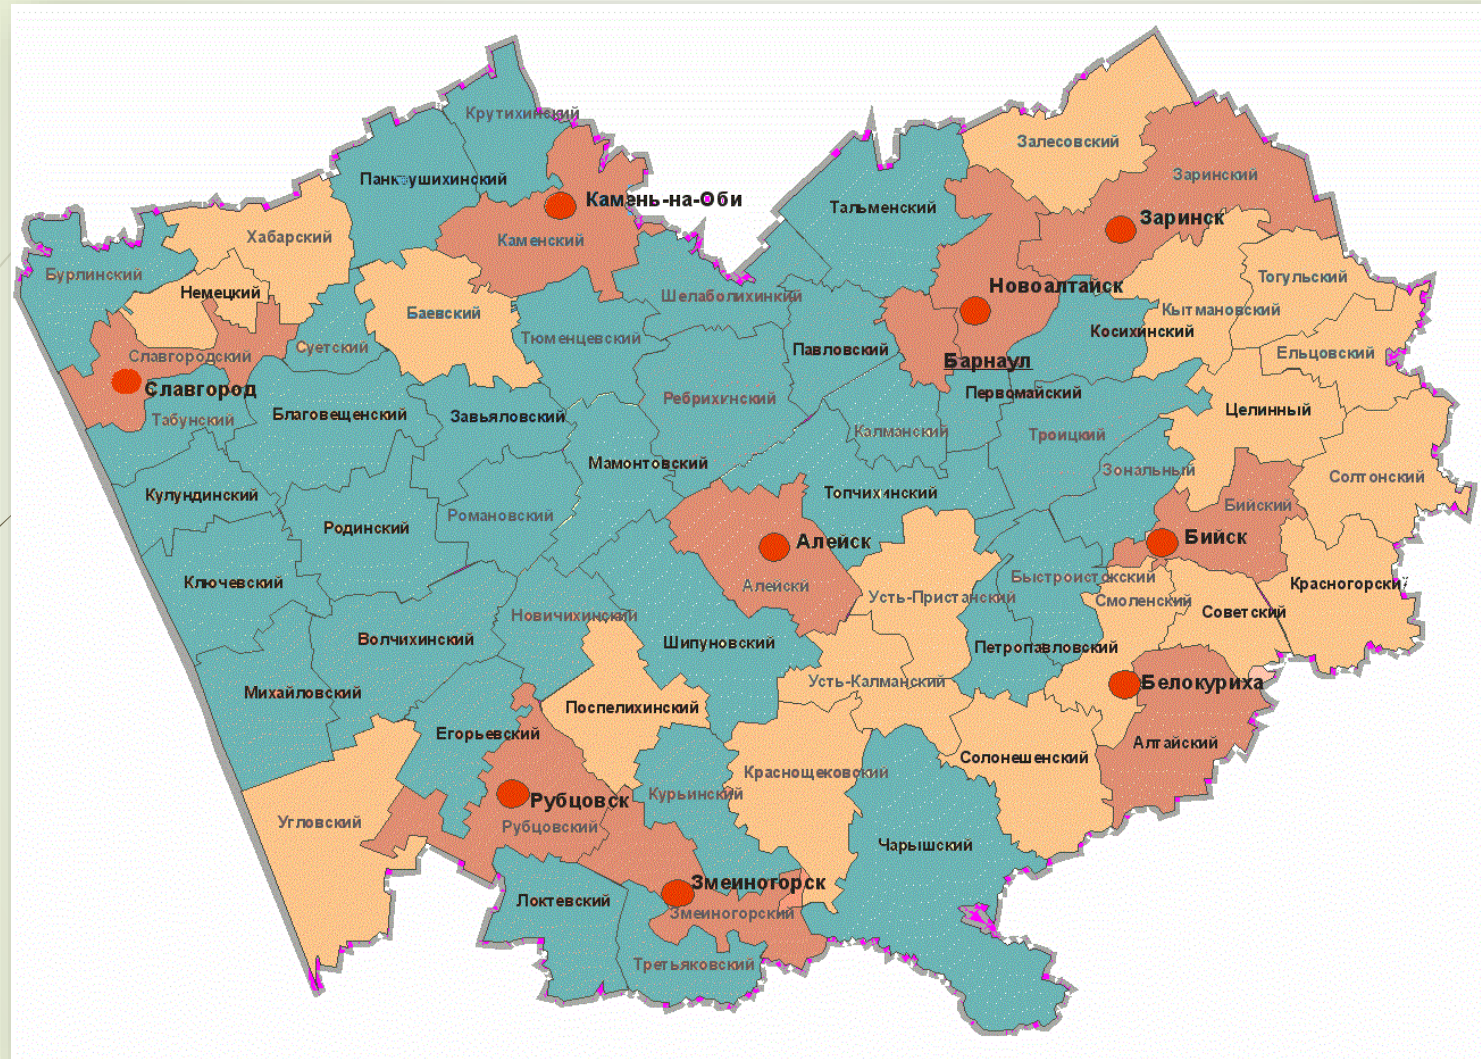 Крутихинский
Залесовский
Заринский
Панкрушихинский
Камень-на-Оби
Тальменский
Заринск
Хабарский
Каменский
Бурлинский
Тогульский
Немецкий
Новоалтайск
Шелаболихинкий
Кытмановский
Баевский
Косихинский
Тюменцевский
Суетский
Павловский
Славгородский
Ельцовский
Барнаул
Славгород
Первомайский
Ребрихинский
Целинный
Благовещенский
Завьяловский
Табунский
Калманский
Троицкий
Мамонтовский
Зональный
Солтонский
Кулундинский
Топчихинский
Бийский
Романовский
Родинский
Алейск
Бийск
Ключевский
Быстроистокский
Красногорский
Алейски
Усть-Пристанский
Смоленский
Советский
Новичихинский
Волчихинский
Шипуновский
Петропавловский
Усть-Калманский
Белокуриха
Михайловский
Поспелихинский
Егорьевский
Алтайский
Солонешенский
Краснощековский
Курьинский
Рубцовск
Угловский
Рубцовский
Чарышский
Змеиногорск
Локтевский
Змеиногорский
Третьяковский